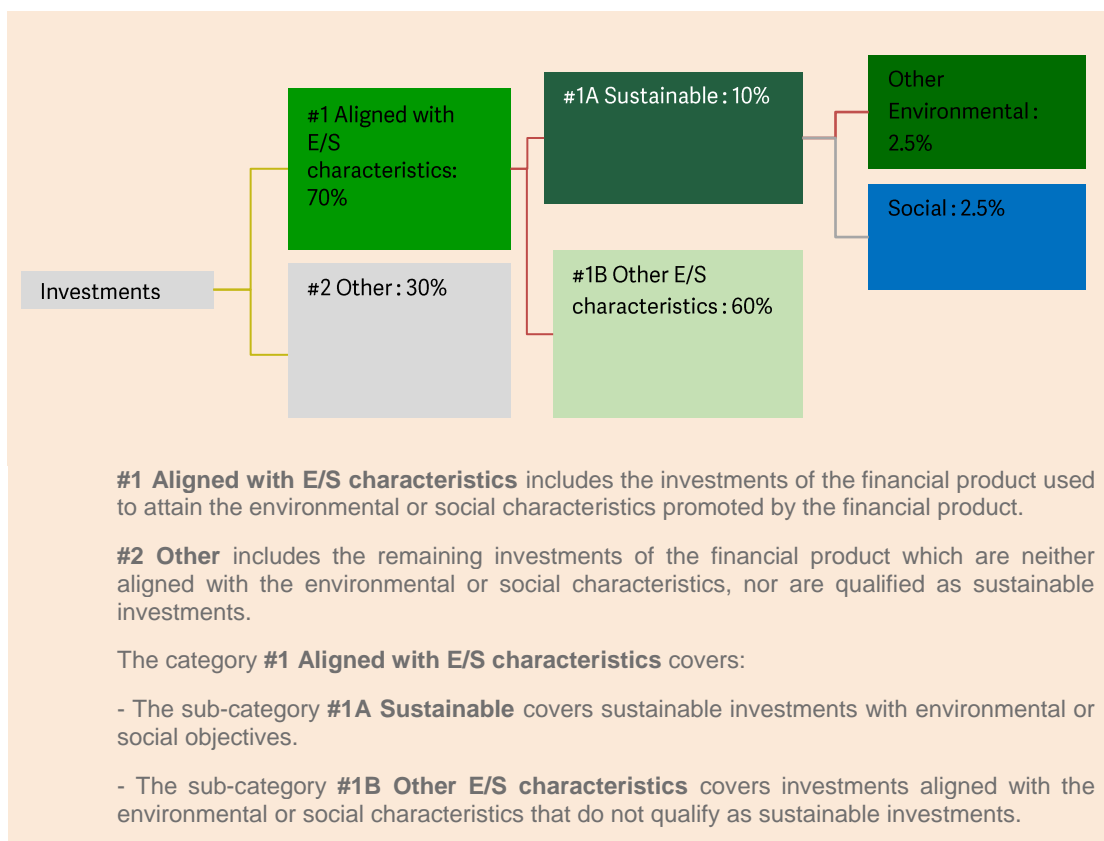 #1 Aligned with
E/S
characteristics:
70%
#1A Sustainable : 10%
Other
Environmental :
2.5%
Social : 2.5%
Investments
#2 Other : 30%
#1B Other E/S
characteristics : 60%
#1 Aligned with E/S characteristics includes the investments of the financial product used
to attain the environmental or social characteristics promoted by the financial product.
#2 Other includes the remaining investments of the financial product which are neither
aligned with the environmental or social characteristics, nor are qualified as sustainable
investments.
The category #1 Aligned with E/S characteristics covers:
- The sub-category #1A Sustainable covers sustainable investments with environmental or
social objectives.
- The sub-category #1B Other E/S characteristics covers investments aligned with the
environmental or social characteristics that do not qualify as sustainable investments.